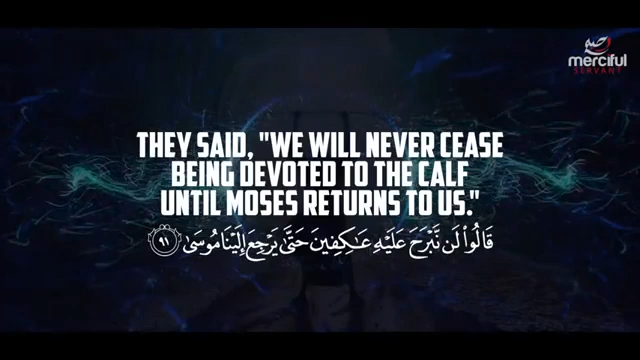 merciful
SERVANT
THEY SAID, "WE WILL NEVER CEASE
BEING DEVOTED TO THE CALF
UNTIL MOSES RETURNS TO US."
قَالُوا۟ لَن نَّبْرَحَ عَلَيْهِ عَـٰكِفِينَ حَتَّىٰ يَرْجِعَ إِلَيْنَا مُوسَىٰ ٩١